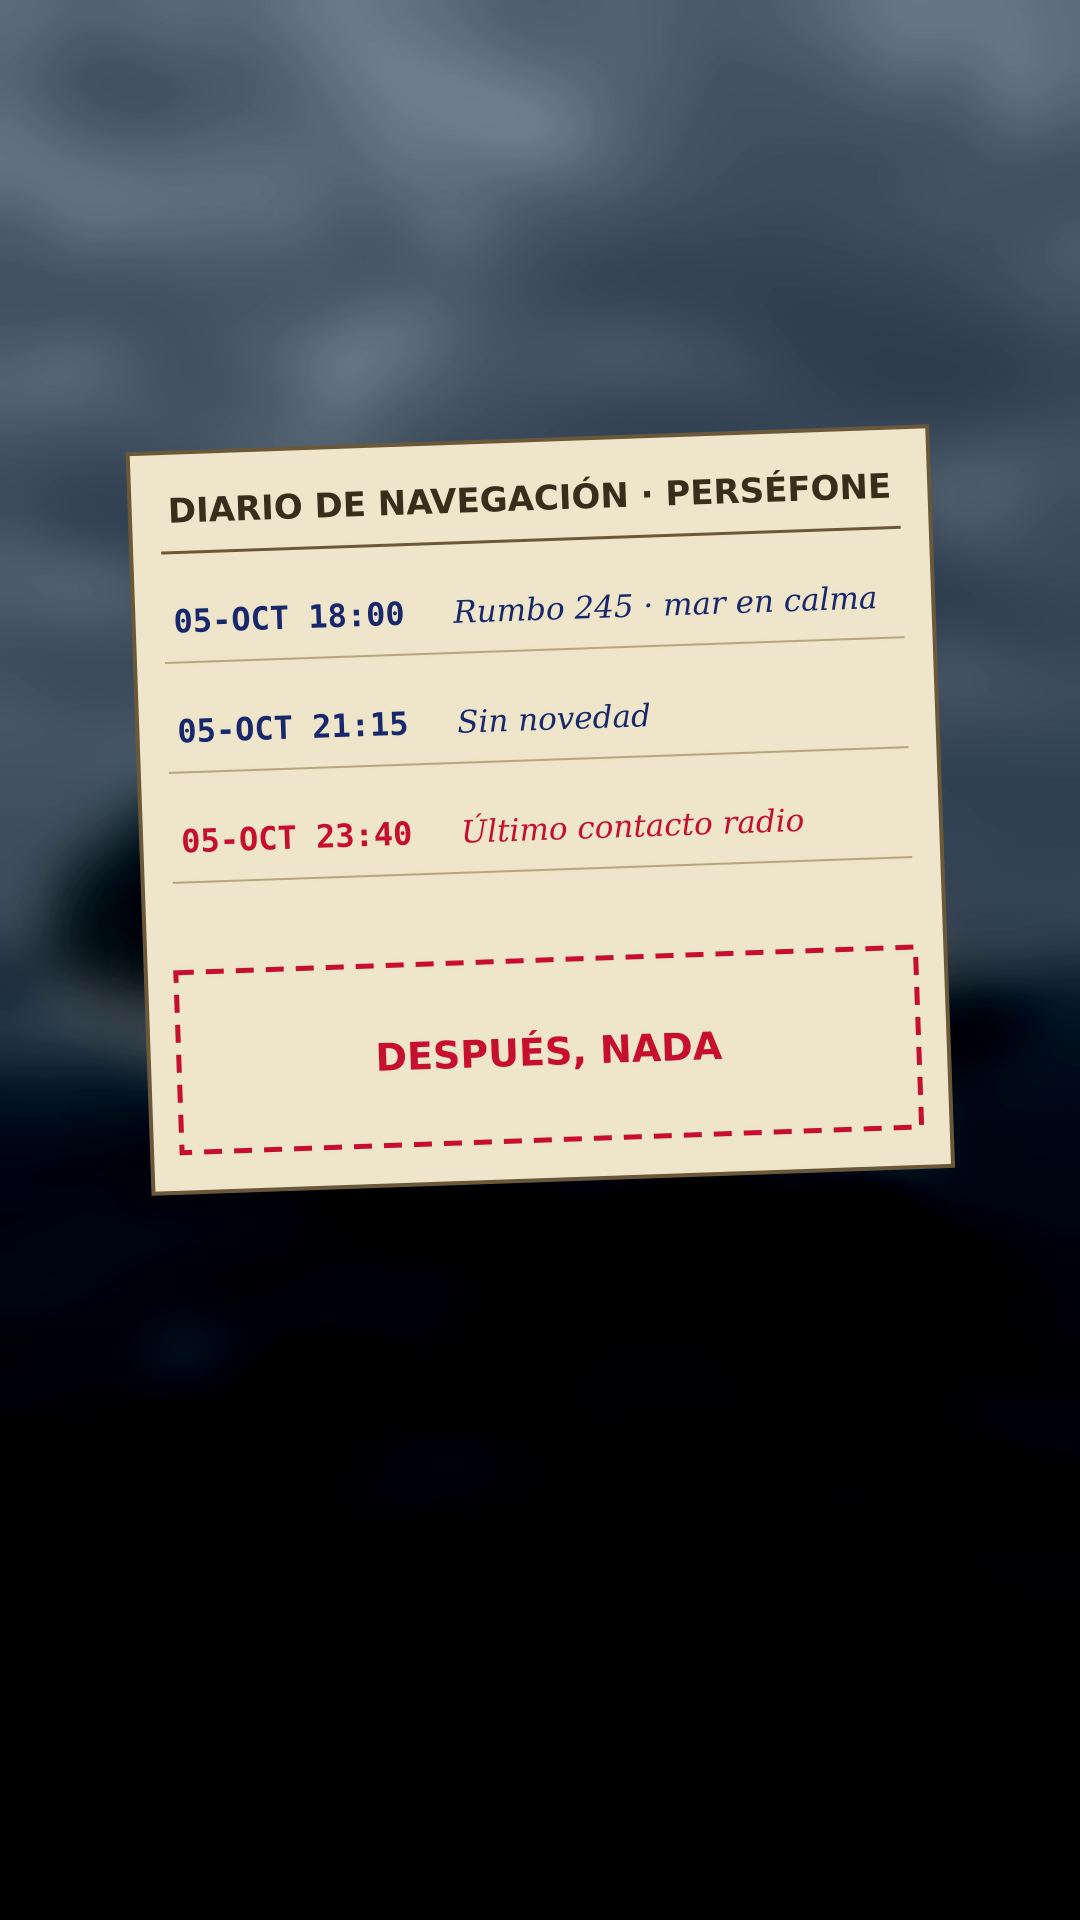 DIARIO DE NAVEGACIÓN · PERSÉFONE
05-OCT 18:00 Rumbo 245 · mar en calma
05-OCT 21:15 Sin novedad
05-OCT 23:40 Último contacto radio
DESPUÉS, NADA